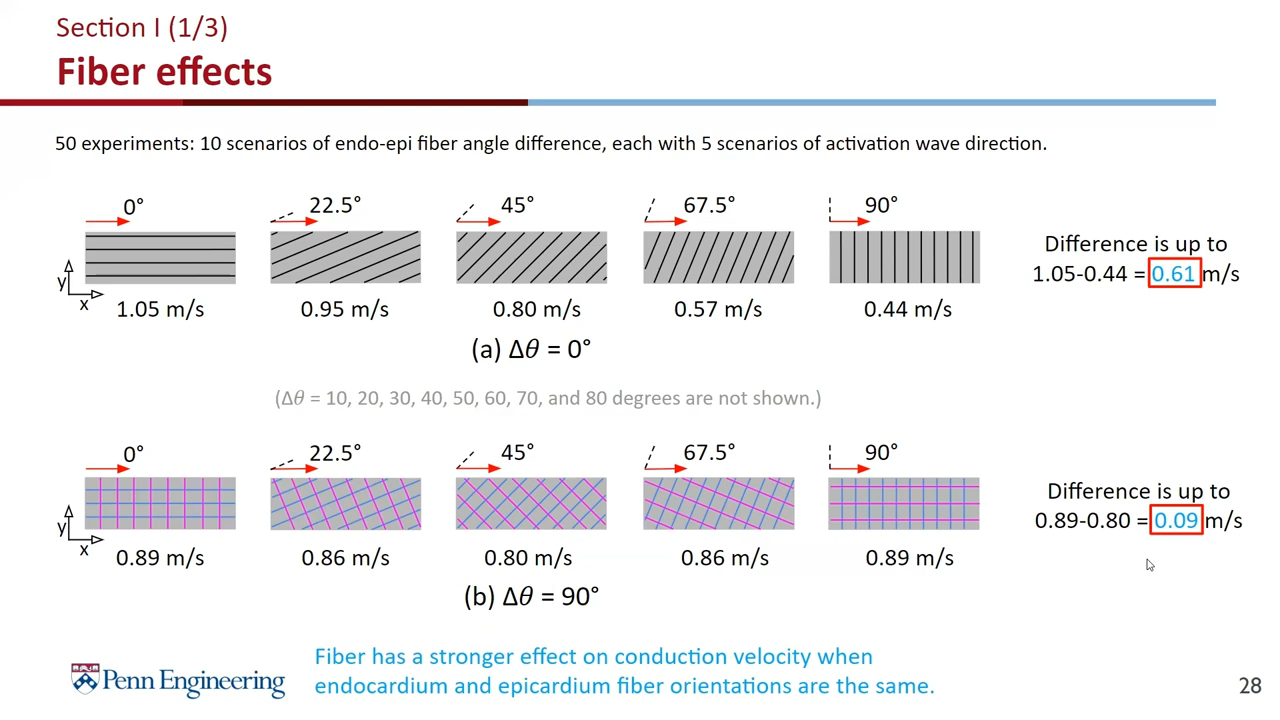 Section I (1/3)
Fiber effects
50 experiments: 10 scenarios of endo-epi fiber angle difference, each with 5 scenarios of activation wave direction.
0° 22.5° 45° 67.5° 90°
Difference is up to
1.05-0.44 = 0.61 m/s
y
x
1.05 m/s 0.95 m/s 0.80 m/s 0.57 m/s 0.44 m/s
(a) Δθ = 0°
(Δθ = 10, 20, 30, 40, 50, 60, 70, and 80 degrees are not shown.)
0° 22.5° 45° 67.5° 90°
Difference is up to
0.89-0.80 = 0.09 m/s
y
x
0.89 m/s 0.86 m/s 0.80 m/s 0.86 m/s 0.89 m/s
(b) Δθ = 90°
Fiber has a stronger effect on conduction velocity when
endocardium and epicardium fiber orientations are the same.
Penn Engineering
28